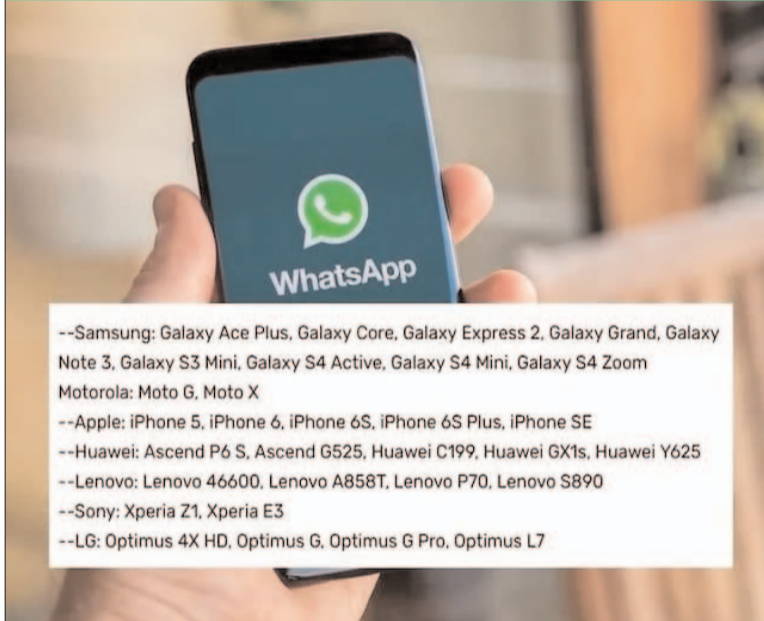 WhatsApp
--Samsung: Galaxy Ace Plus, Galaxy Core, Galaxy Express 2, Galaxy Grand, Galaxy
Note 3, Galaxy S3 Mini, Galaxy S4 Active, Galaxy S4 Mini, Galaxy S4 Zoom
Motorola: Moto G, Moto X
--Apple: iPhone 5, iPhone 6, iPhone 6S, iPhone 6S Plus, iPhone SE
--Huawei: Ascend P6 S, Ascend G525, Huawei C199, Huawei GX1s, Huawei Y625
--Lenovo: Lenovo 46600, Lenovo A858T, Lenovo P70, Lenovo S890
--Sony: Xperia Z1, Xperia E3
--LG: Optimus 4X HD, Optimus G, Optimus G Pro, Optimus L7